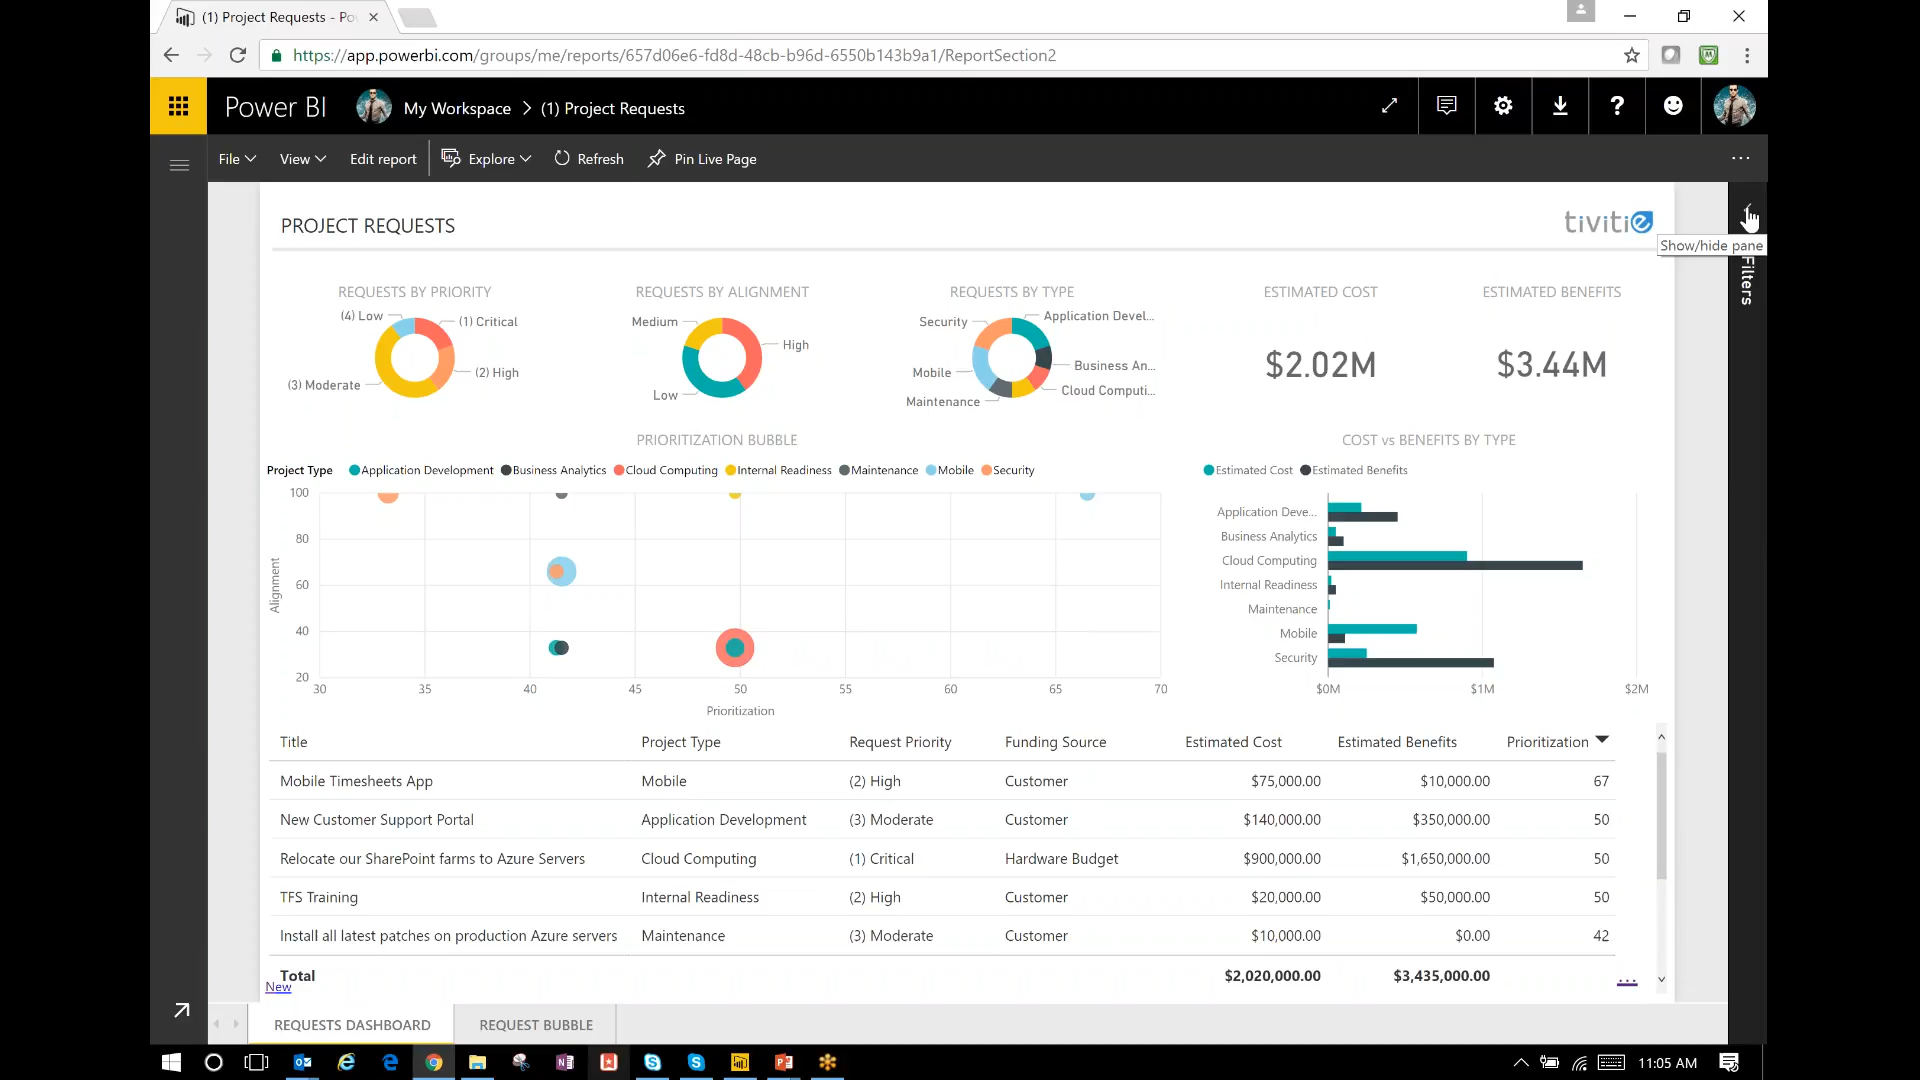 (1) Project Requests - Po
https://app.powerbi.com/groups/me/reports/657d06e6-fd8d-48cb-b96d-6550b143b9a1/ReportSection2
Power BI
My Workspace > (1) Project Requests
File View Edit report Explore Refresh Pin Live Page
PROJECT REQUESTS
tivitie
Show/hide pane
Filters
REQUESTS BY PRIORITY
(4) Low
(1) Critical
(2) High
(3) Moderate
REQUESTS BY ALIGNMENT
Medium
High
Low
REQUESTS BY TYPE
Security
Application Devel...
Mobile
Business An...
Cloud Computi...
Maintenance
ESTIMATED COST
$2.02M
ESTIMATED BENEFITS
$3.44M
PRIORITIZATION BUBBLE
Project Type Application Development Business Analytics Cloud Computing Internal Readiness Maintenance Mobile Security
100
80
60
40
20
Alignment
30 35 40 45 50 55 60 65 70
Prioritization
COST vs BENEFITS BY TYPE
Estimated Cost Estimated Benefits
Application Deve...
Business Analytics
Cloud Computing
Internal Readiness
Maintenance
Mobile
Security
$0M $1M $2M
Title Project Type Request Priority Funding Source Estimated Cost Estimated Benefits Prioritization
Mobile Timesheets App Mobile (2) High Customer $75,000.00 $10,000.00 67
New Customer Support Portal Application Development (3) Moderate Customer $140,000.00 $350,000.00 50
Relocate our SharePoint farms to Azure Servers Cloud Computing (1) Critical Hardware Budget $900,000.00 $1,650,000.00 50
TFS Training Internal Readiness (2) High Customer $20,000.00 $50,000.00 50
Install all latest patches on production Azure servers Maintenance (3) Moderate Customer $10,000.00 $0.00 42
Total $2,020,000.00 $3,435,000.00
New ...
REQUESTS DASHBOARD REQUEST BUBBLE
11:05 AM